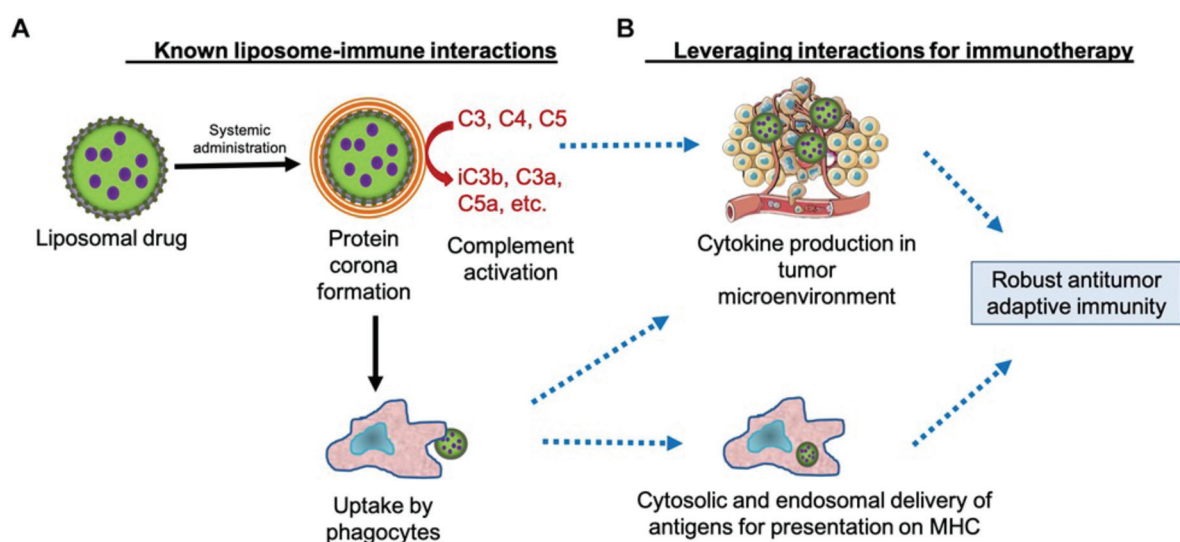 A
Known liposome-immune interactions
B
Leveraging interactions for immunotherapy
Systemic
administration
C3, C4, C5
iC3b, C3a,
C5a, etc.
Liposomal drug
Protein
corona
formation
Complement
activation
Cytokine production in
tumor
microenvironment
Robust antitumor
adaptive immunity
Uptake by
phagocytes
Cytosolic and endosomal delivery of
antigens for presentation on MHC